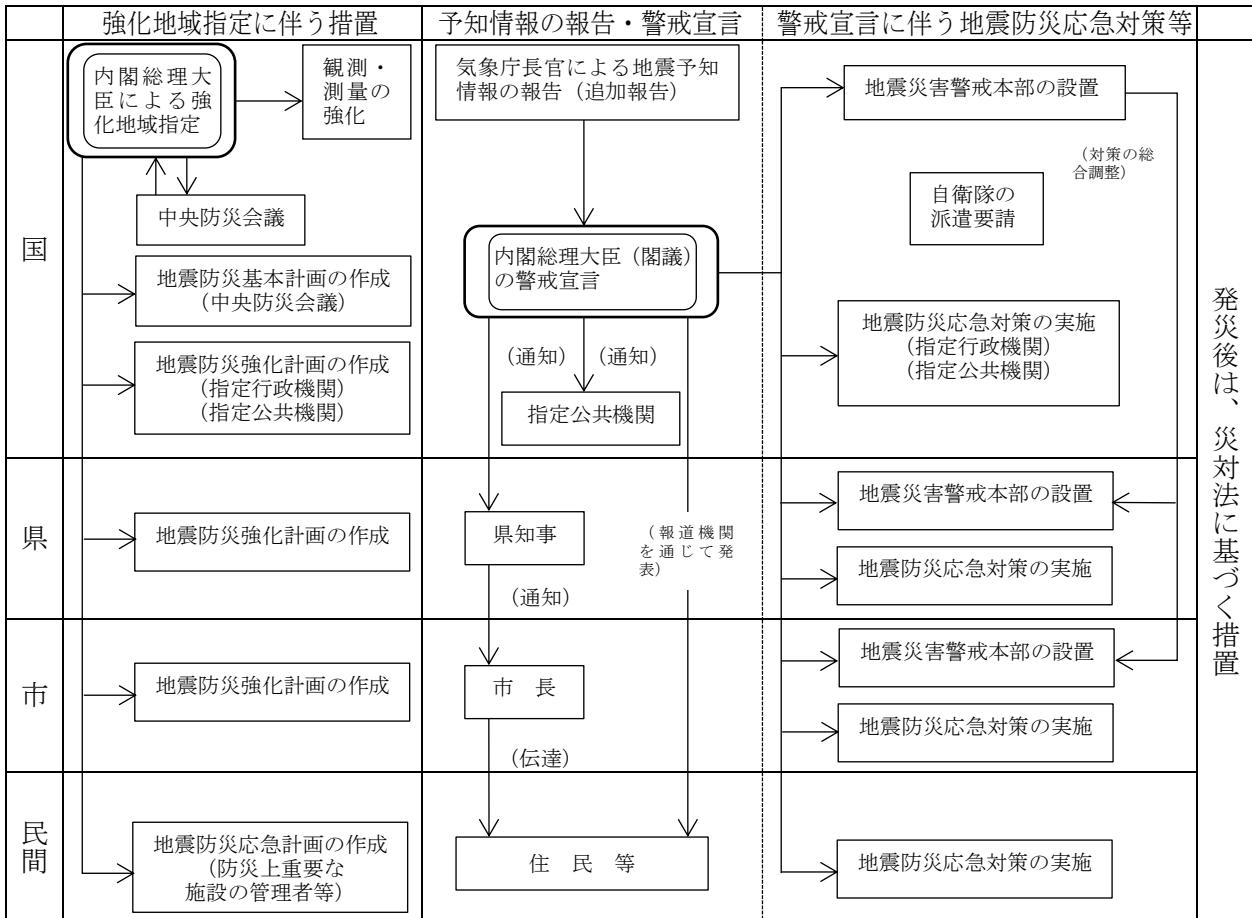 強化地域指定に伴う措置
予知情報の報告・警戒宣言
警戒宣言に伴う地震防災応急対策等
国
内閣総理大
臣による強
化地域指定
観測・
測量の
強化
中央防災会議
地震防災基本計画の作成
(中央防災会議)
地震防災強化計画の作成
(指定行政機関)
(指定公共機関)
気象庁長官による地震予知
情報の報告（追加報告）
内閣総理大臣（閣議）
の警戒宣言
（通知）
（通知）
指定公共機関
地震災害警戒本部の設置
（対策の総
合調整）
自衛隊の
派遣要請
地震防災応急対策の実施
(指定行政機関)
(指定公共機関)
県
地震防災強化計画の作成
県知事
（通知）
（報道機関
を通じて発
表）
地震災害警戒本部の設置
地震防災応急対策の実施
市
地震防災強化計画の作成
市　長
（伝達）
地震災害警戒本部の設置
地震防災応急対策の実施
民間
地震防災応急計画の作成
(防災上重要な
施設の管理者等)
住　民　等
地震防災応急対策の実施
発災後は、災対法に基づく措置